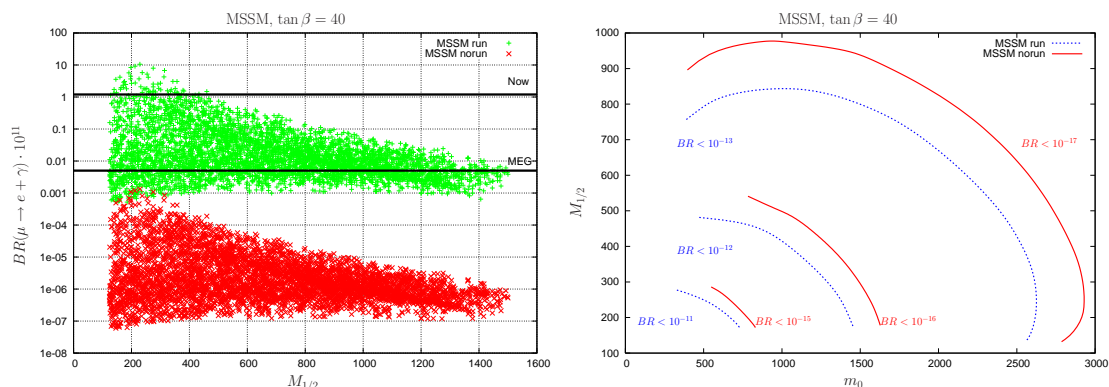 MSSM, tan β = 40
BR(μ → e + γ) · 10^11
100
10
1
0.1
0.01
0.001
1e-04
1e-05
1e-06
1e-07
1e-08
MSSM run
MSSM norun
Now
MEG
0 200 400 600 800 1000 1200 1400 1600
M_1/2
MSSM, tan β = 40
M_1/2
1000
900
800
700
600
500
400
300
200
100
MSSM run
MSSM norun
BR < 10^-13
BR < 10^-17
BR < 10^-12
BR < 10^-11
BR < 10^-15
BR < 10^-16
0 500 1000 1500 2000 2500 3000
m_0